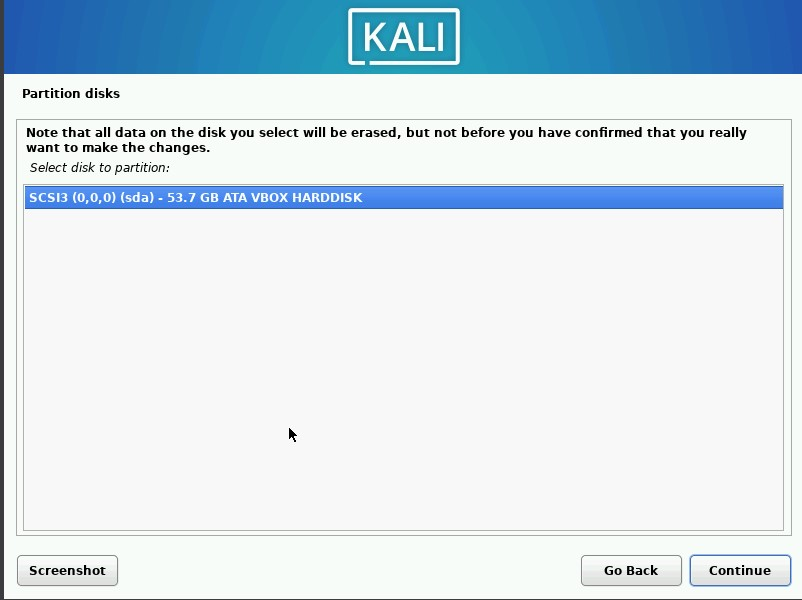 KALI
Partition disks
Note that all data on the disk you select will be erased, but not before you have confirmed that you really
want to make the changes.
Select disk to partition:
SCSI3 (0,0,0) (sda) - 53.7 GB ATA VBOX HARDDISK
Screenshot
Go Back
Continue